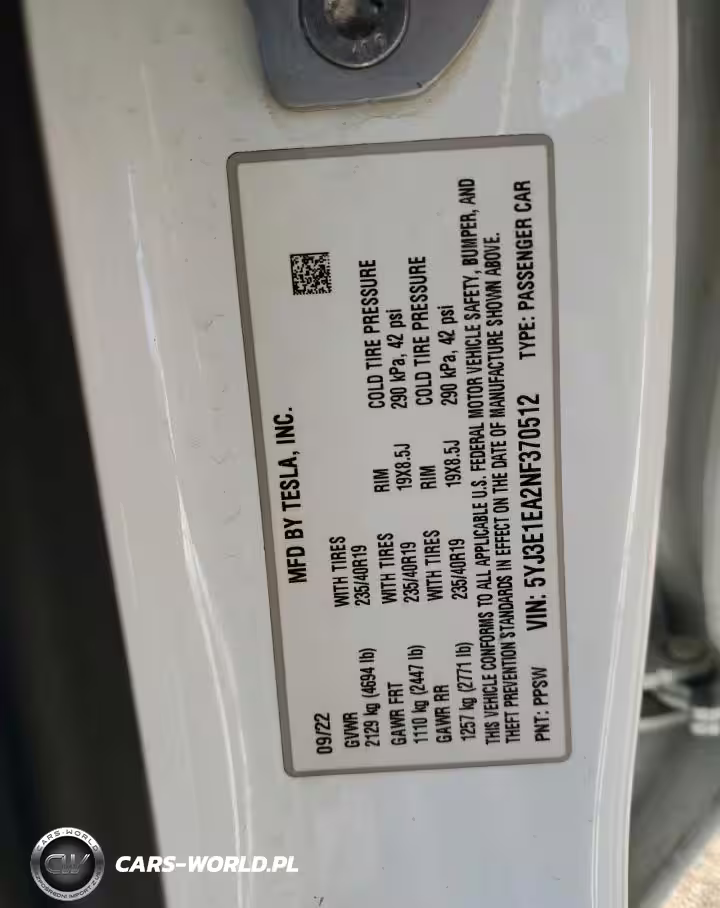 MFD BY TESLA, INC.
09/22
GVWR WITH TIRES RIM COLD TIRE PRESSURE
2129 kg (4694 lb) 235/40R19 19X8.5J 290 kPa, 42 psi
GAWR FRT WITH TIRES RIM COLD TIRE PRESSURE
1110 kg (2447 lb) 235/40R19 19X8.5J 290 kPa, 42 psi
GAWR RR WITH TIRES
1257 kg (2771 lb) 235/40R19
THIS VEHICLE CONFORMS TO ALL APPLICABLE U.S. FEDERAL MOTOR VEHICLE SAFETY, BUMPER, AND
THEFT PREVENTION STANDARDS IN EFFECT ON THE DATE OF MANUFACTURE SHOWN ABOVE.
PNT: PPSW VIN: 5YJ3E1EA2NF370512 TYPE: PASSENGER CAR
CARS-WORLD
CW
CARS-WORLD.PL